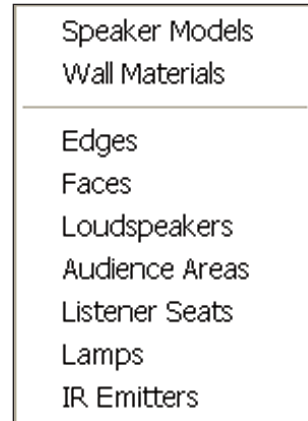 Speaker Models
Wall Materials
Edges
Faces
Loudspeakers
Audience Areas
Listener Seats
Lamps
IR Emitters